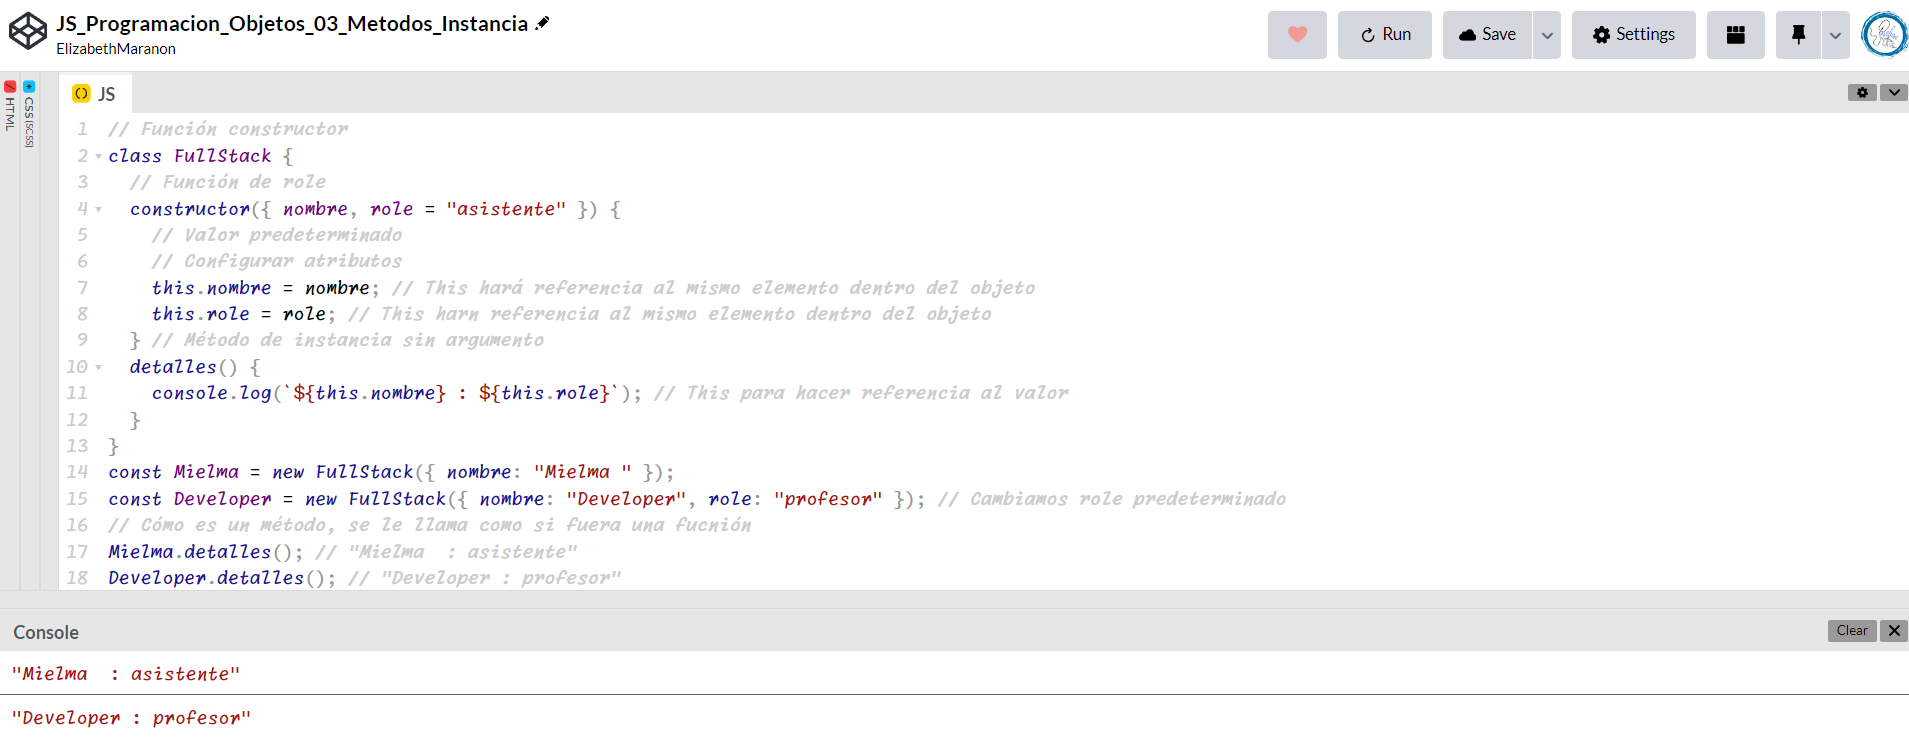 JS_Programacion_Objetos_03_Metodos_Instancia
ElizabethMaranon
Run
Save
Settings
HTML
CSS (SCSS)
JS
1 // Función constructor
2 class FullStack {
3 // Función de role
4 constructor({ nombre, role = "asistente" }) {
5 // Valor predeterminado
6 // Configurar atributos
7 this.nombre = nombre; // This hará referencia al mismo elemento dentro del objeto
8 this.role = role; // This harn referencia al mismo elemento dentro del objeto
9 } // Método de instancia sin argumento
10 detalles() {
11 console.log(`${this.nombre} : ${this.role}`); // This para hacer referencia al valor
12 }
13 }
14 const Mielma = new FullStack({ nombre: "Mielma " });
15 const Developer = new FullStack({ nombre: "Developer", role: "profesor" }); // Cambiamos role predeterminado
16 // Cómo es un método, se le llama como si fuera una fucnión
17 Mielma.detalles(); // "Mielma  : asistente"
18 Developer.detalles(); // "Developer : profesor"
Console
Clear
"Mielma  : asistente"
"Developer : profesor"